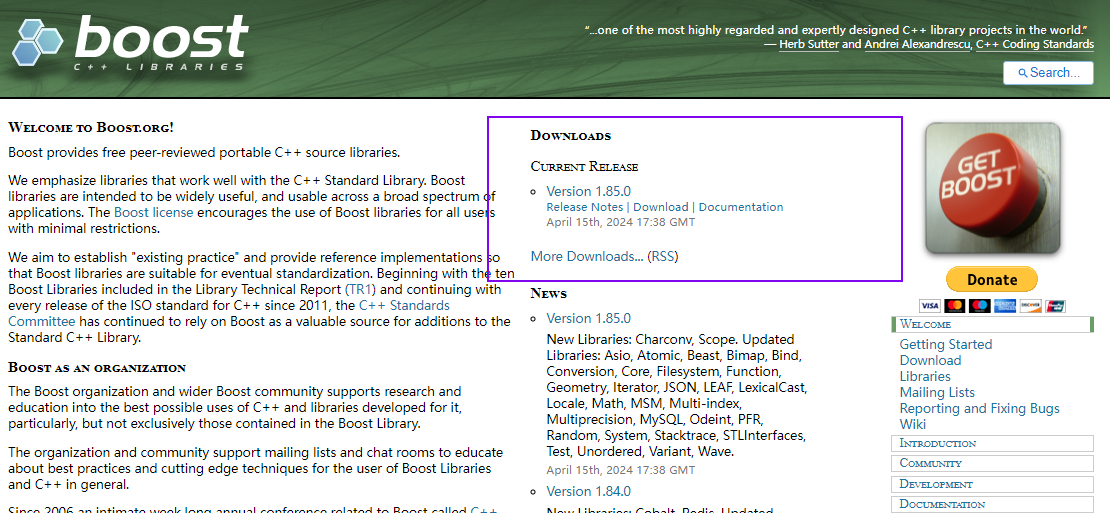 boost
C++ LIBRARIES
"...one of the most highly regarded and expertly designed C++ library projects in the world."
— Herb Sutter and Andrei Alexandrescu, C++ Coding Standards
Search...
Welcome to Boost.org!
Boost provides free peer-reviewed portable C++ source libraries.
We emphasize libraries that work well with the C++ Standard Library. Boost
libraries are intended to be widely useful, and usable across a broad spectrum of
applications. The Boost license encourages the use of Boost libraries for all users
with minimal restrictions.
We aim to establish "existing practice" and provide reference implementations so
that Boost libraries are suitable for eventual standardization. Beginning with the ten
Boost Libraries included in the Library Technical Report (TR1) and continuing with
every release of the ISO standard for C++ since 2011, the C++ Standards
Committee has continued to rely on Boost as a valuable source for additions to the
Standard C++ Library.
Boost as an organization
The Boost organization and wider Boost community supports research and
education into the best possible uses of C++ and libraries developed for it,
particularly, but not exclusively those contained in the Boost Library.
The organization and community support mailing lists and chat rooms to educate
about best practices and cutting edge techniques for the user of Boost Libraries
and C++ in general.
Since 2006 an intimate week long annual conference related to Boost called C++
Downloads
Current Release
Version 1.85.0
Release Notes | Download | Documentation
April 15th, 2024 17:38 GMT
More Downloads... (RSS)
News
Version 1.85.0
New Libraries: Charconv, Scope. Updated
Libraries: Asio, Atomic, Beast, Bimap, Bind,
Conversion, Core, Filesystem, Function,
Geometry, Iterator, JSON, LEAF, LexicalCast,
Locale, Math, MSM, Multi-index,
Multiprecision, MySQL, Odeint, PFR,
Random, System, Stacktrace, STLInterfaces,
Test, Unordered, Variant, Wave.
April 15th, 2024 17:38 GMT
Version 1.84.0
New Libraries: Cobalt, Redis. Updated
GET
BOOST
Donate
VISA
DISCOVER
Welcome
Getting Started
Download
Libraries
Mailing Lists
Reporting and Fixing Bugs
Wiki
Introduction
Community
Development
Documentation